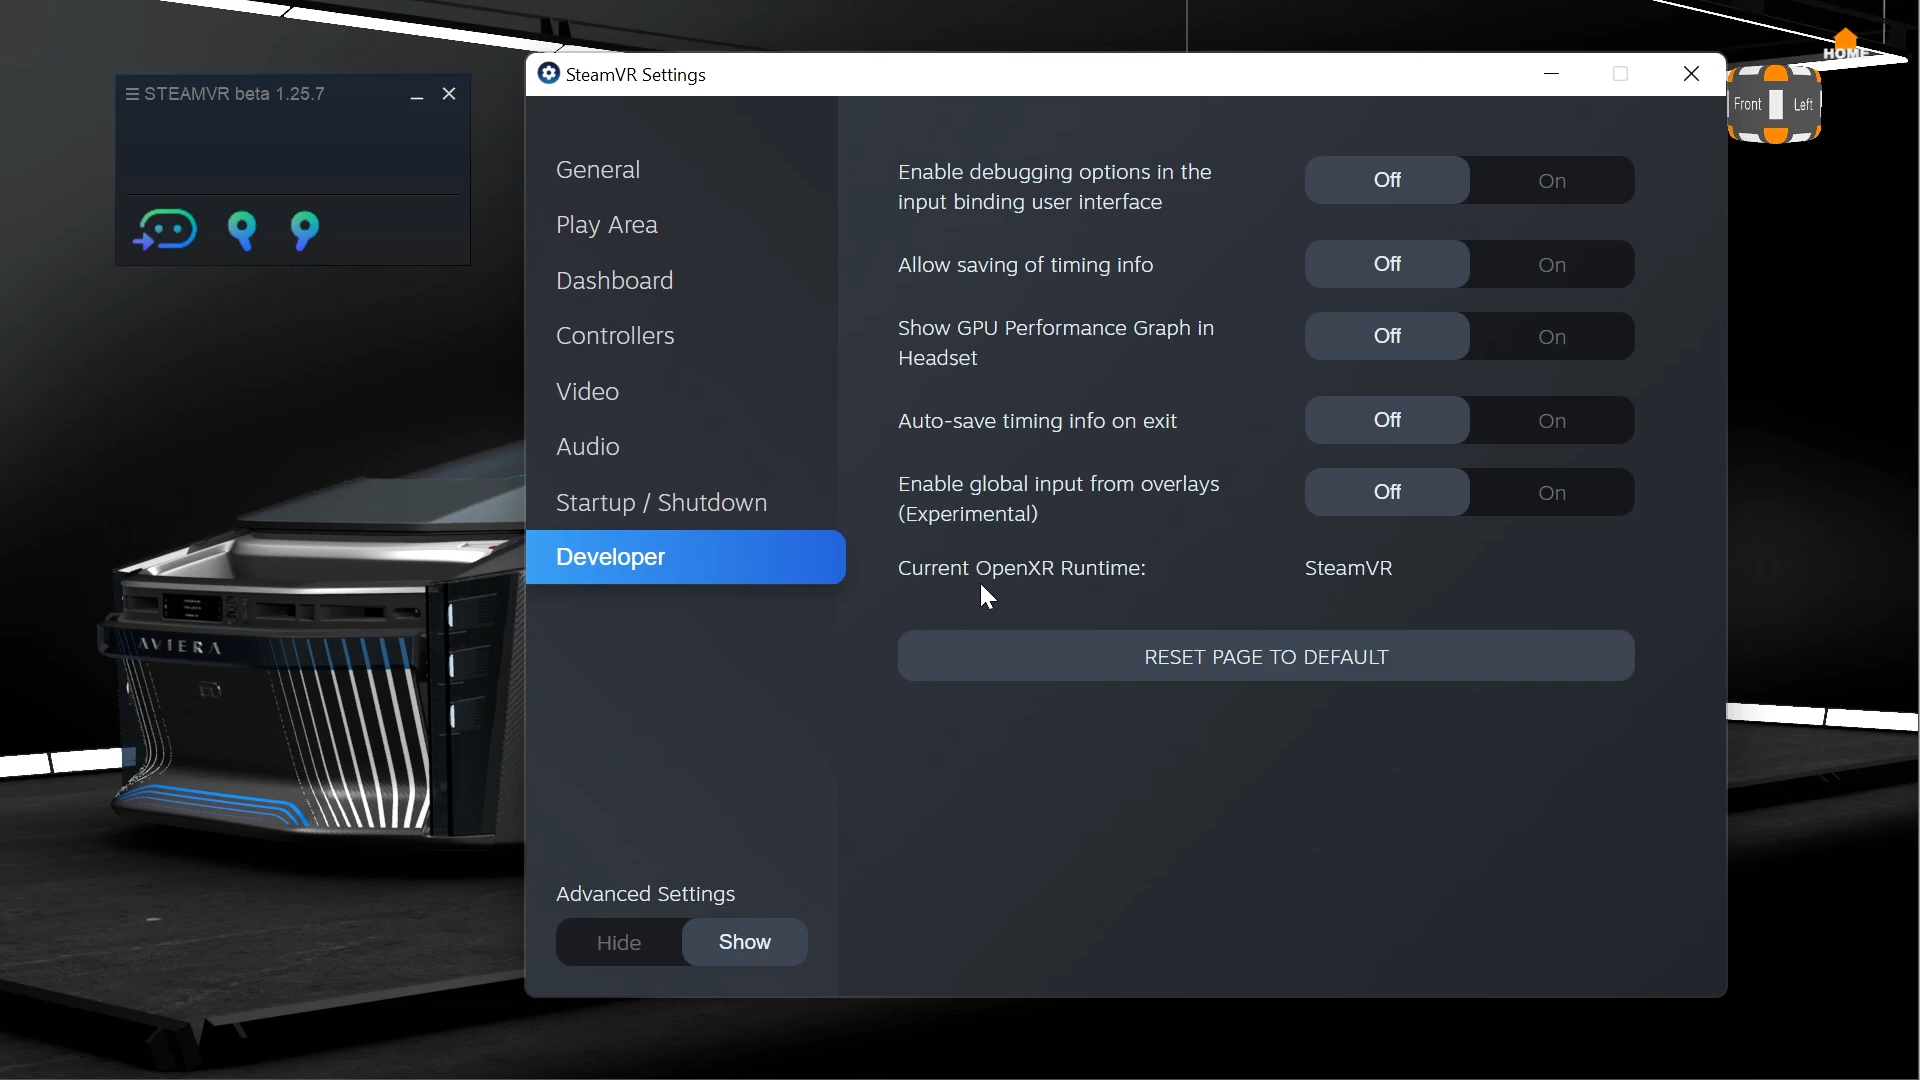 HOME
Front
Left
STEAMVR beta 1.25.7
SteamVR Settings
General
Play Area
Dashboard
Controllers
Video
Audio
Startup / Shutdown
Developer
Advanced Settings
Hide
Show
Enable debugging options in the
input binding user interface
Off
On
Allow saving of timing info
Off
On
Show GPU Performance Graph in
Headset
Off
On
Auto-save timing info on exit
Off
On
Enable global input from overlays
(Experimental)
Off
On
Current OpenXR Runtime:
SteamVR
RESET PAGE TO DEFAULT
AVIERA